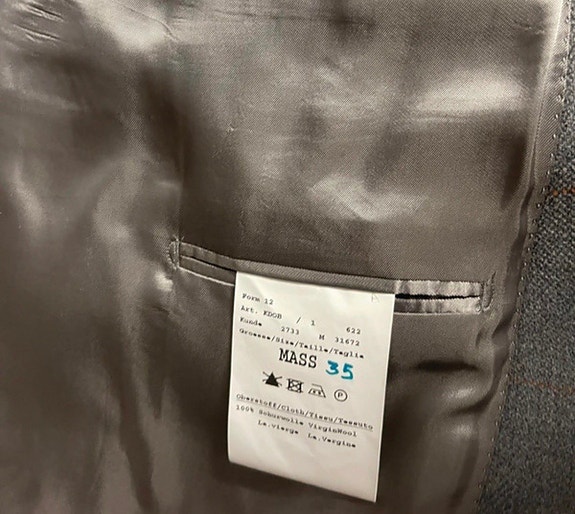 Form 12
Art. KDOB / 1 622
Kunde 2733 M 31672
Groesse/Size/Taille/Taglia
MASS 35
P
Oberstoff/Cloth/Tissu/Tessuto
100% Schurwolle VirginWool
La.vierge La.Vergine